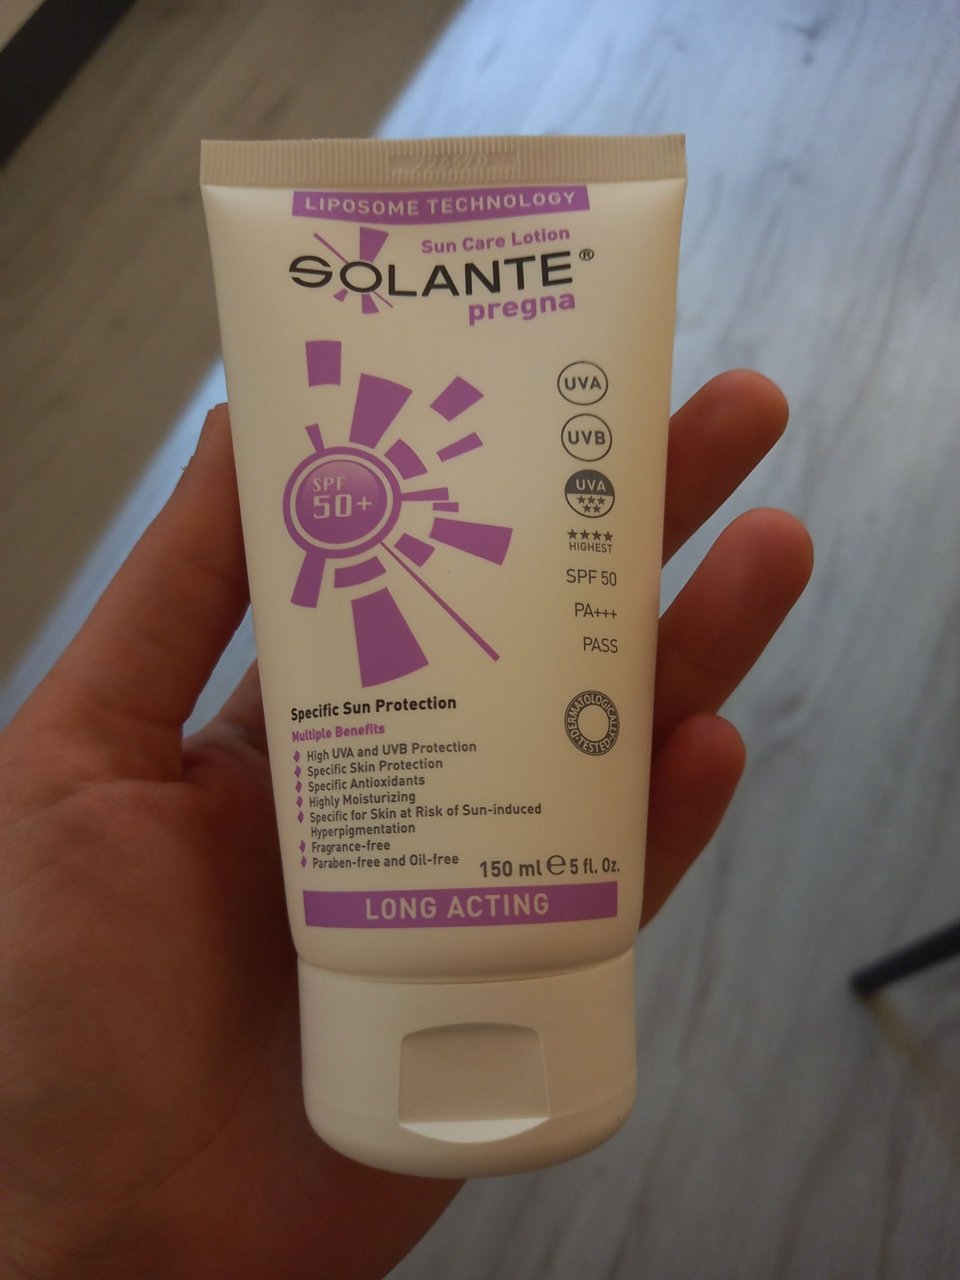 LIPOSOME TECHNOLOGY
Sun Care Lotion
SOLANTE®
pregna
UVA
UVB
UVA
★★★
★★
★★★★
HIGHEST
SPF 50
PA+++
PASS
SPF
50+
DERMATOLOGICALLY • TESTED •
Specific Sun Protection
Multiple Benefits
High UVA and UVB Protection
Specific Skin Protection
Specific Antioxidants
Highly Moisturizing
Specific for Skin at Risk of Sun-induced
Hyperpigmentation
Fragrance-free
Paraben-free and Oil-free
150 ml ℮ 5 fl. Oz.
LONG ACTING